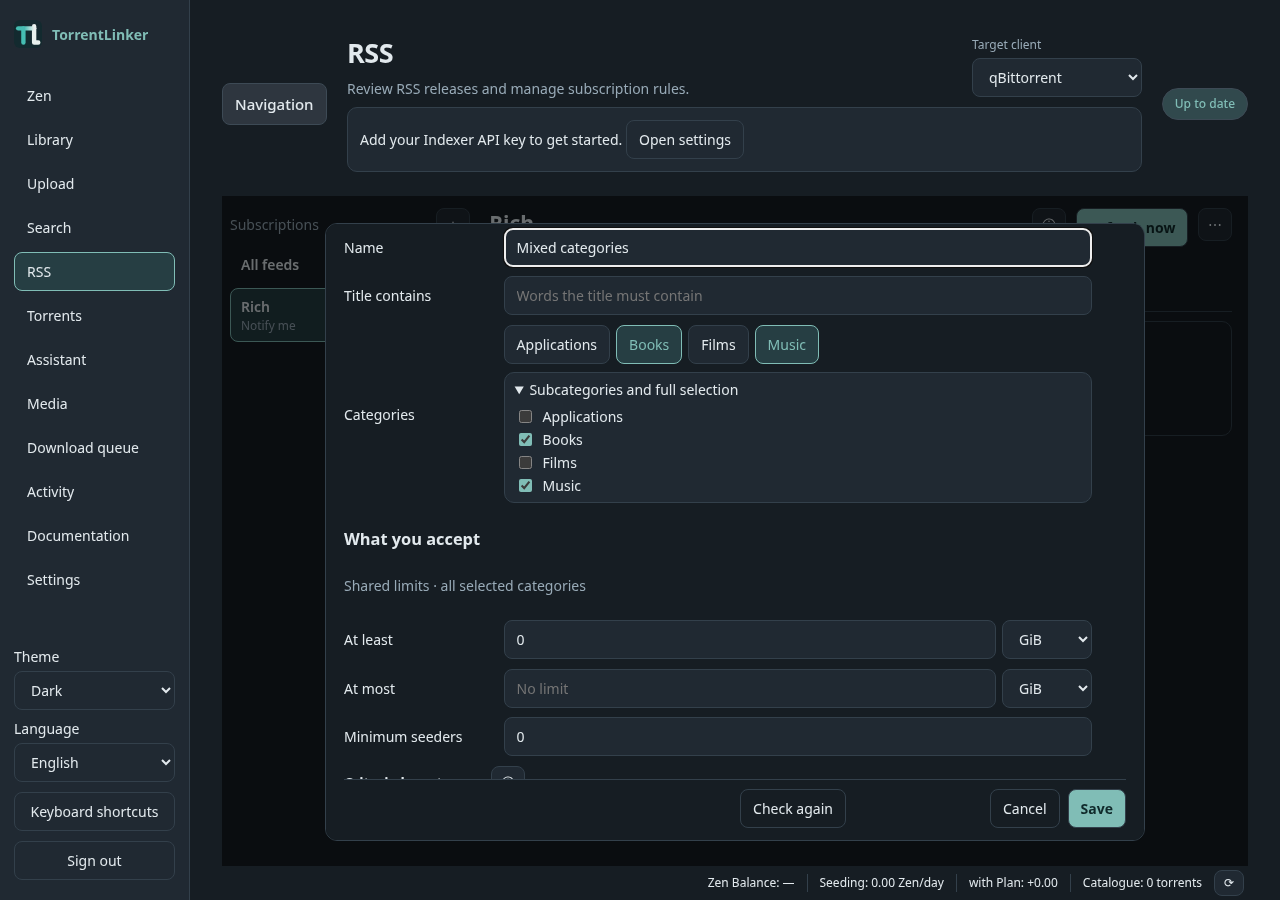 TorrentLinker
Zen
Library
Upload
Search
RSS
Torrents
Assistant
Media
Download queue
Activity
Documentation
Settings
Theme
Dark
Language
English
Keyboard shortcuts
Sign out
Navigation
RSS
Review RSS releases and manage subscription rules.
Target client
qBittorrent
Up to date
Add your Indexer API key to get started. Open settings
Subscriptions
Rich
now
All feeds
Rich
Notify me
Name
Mixed categories
Title contains
Words the title must contain
Applications Books Films Music
Categories
Subcategories and full selection
Applications
Books
Films
Music
What you accept
Shared limits · all selected categories
At least
0
GiB
At most
No limit
GiB
Minimum seeders
0
Check again
Cancel
Save
Zen Balance: — Seeding: 0.00 Zen/day with Plan: +0.00 Catalogue: 0 torrents